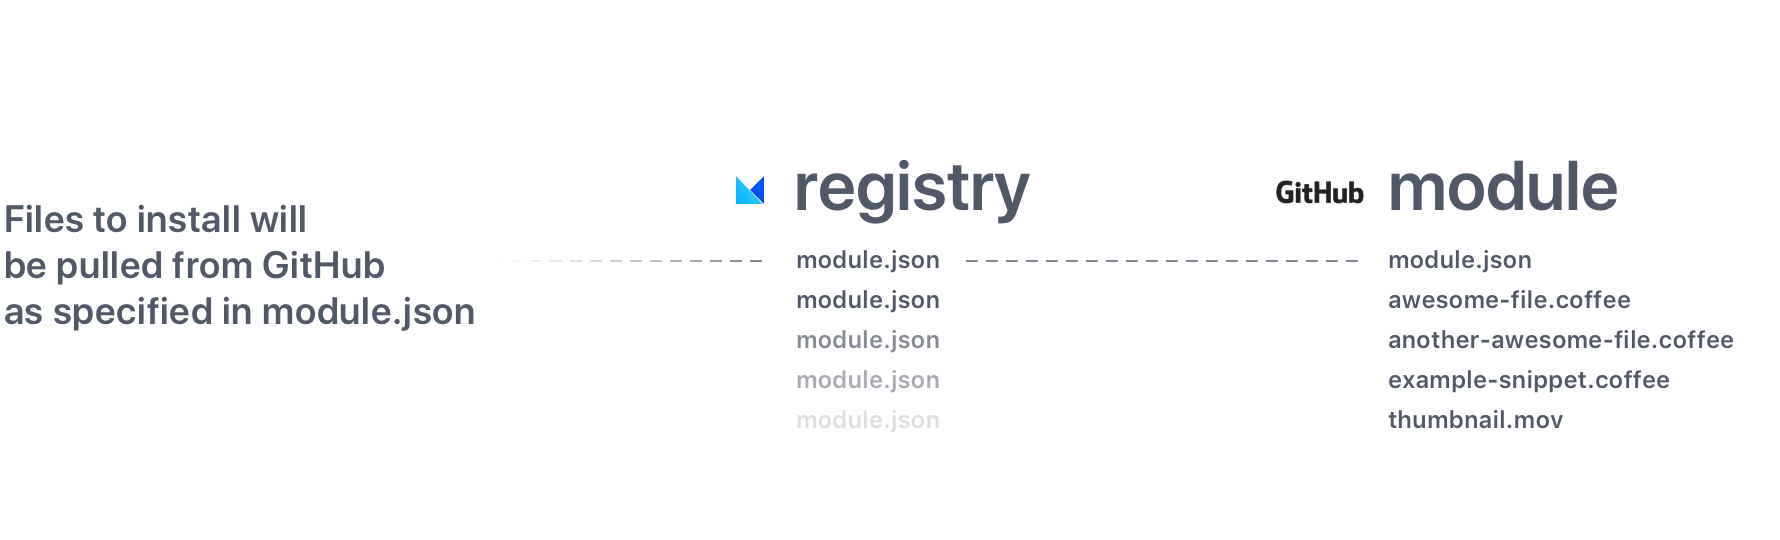 Files to install will
be pulled from GitHub
as specified in module.json
registry
module.json
module.json
module.json
module.json
module.json
GitHub module
module.json
awesome-file.coffee
another-awesome-file.coffee
example-snippet.coffee
thumbnail.mov